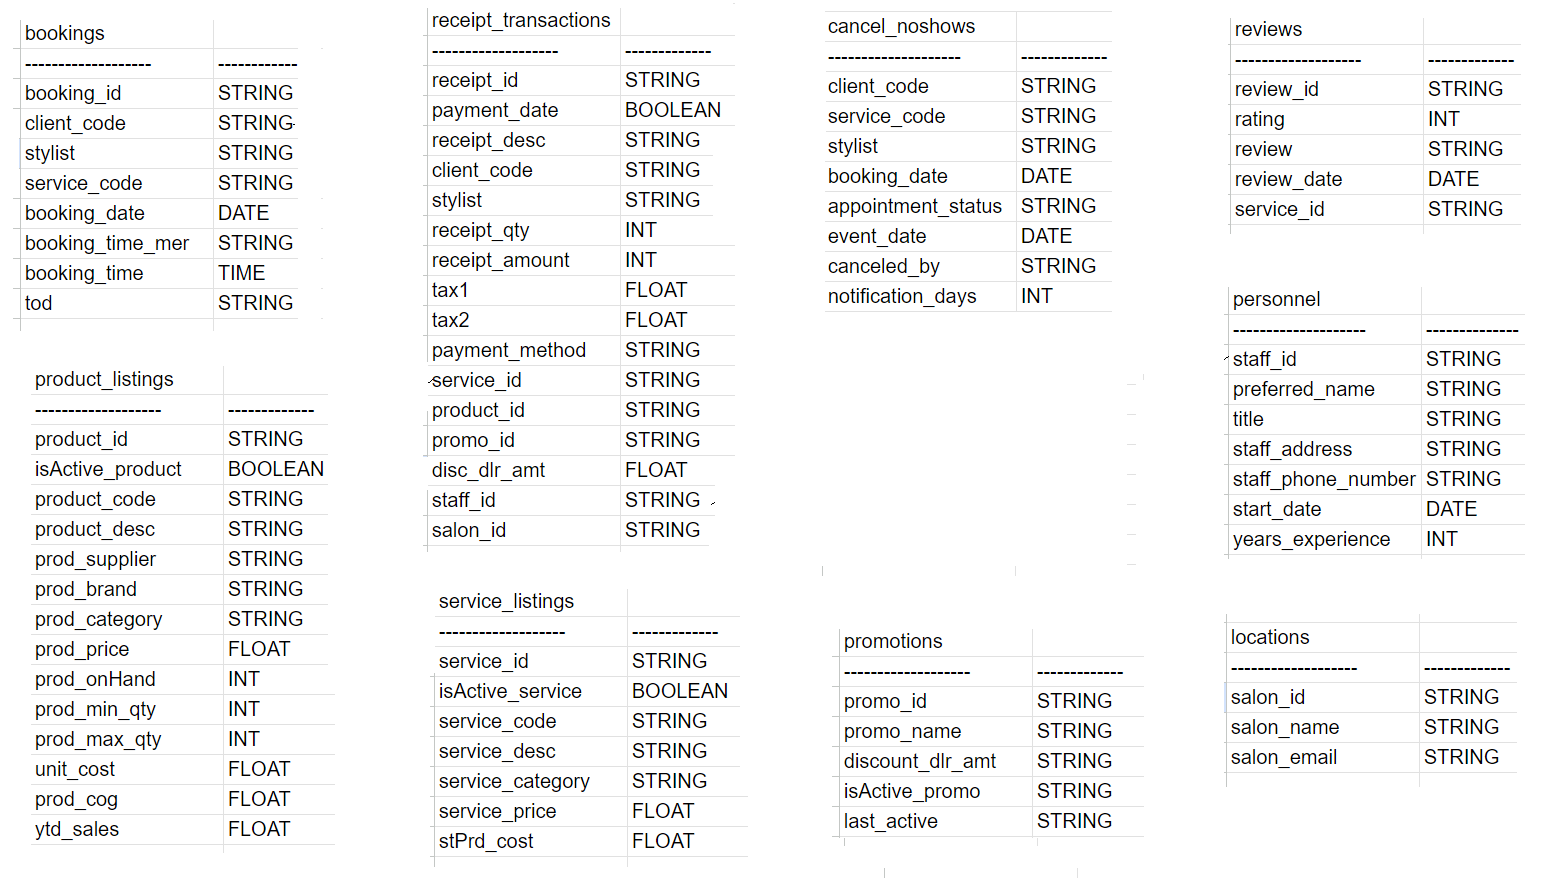 bookings
------------------- ------------
booking_id STRING
client_code STRING
stylist STRING
service_code STRING
booking_date DATE
booking_time_mer STRING
booking_time TIME
tod STRING
product_listings
------------------- -------------
product_id STRING
isActive_product BOOLEAN
product_code STRING
product_desc STRING
prod_supplier STRING
prod_brand STRING
prod_category STRING
prod_price FLOAT
prod_onHand INT
prod_min_qty INT
prod_max_qty INT
unit_cost FLOAT
prod_cog FLOAT
ytd_sales FLOAT
receipt_transactions
------------------- -------------
receipt_id STRING
payment_date BOOLEAN
receipt_desc STRING
client_code STRING
stylist STRING
receipt_qty INT
receipt_amount INT
tax1 FLOAT
tax2 FLOAT
payment_method STRING
service_id STRING
product_id STRING
promo_id STRING
disc_dlr_amt FLOAT
staff_id STRING
salon_id STRING
service_listings
------------------- -------------
service_id STRING
isActive_service BOOLEAN
service_code STRING
service_desc STRING
service_category STRING
service_price FLOAT
stPrd_cost FLOAT
cancel_noshows
-------------------- -------------
client_code STRING
service_code STRING
stylist STRING
booking_date DATE
appointment_status STRING
event_date DATE
canceled_by STRING
notification_days INT
promotions
------------------- -------------
promo_id STRING
promo_name STRING
discount_dlr_amt STRING
isActive_promo STRING
last_active STRING
reviews
------------------- -------------
review_id STRING
rating INT
review STRING
review_date DATE
service_id STRING
personnel
-------------------- --------------
staff_id STRING
preferred_name STRING
title STRING
staff_address STRING
staff_phone_number STRING
start_date DATE
years_experience INT
locations
------------------- -------------
salon_id STRING
salon_name STRING
salon_email STRING